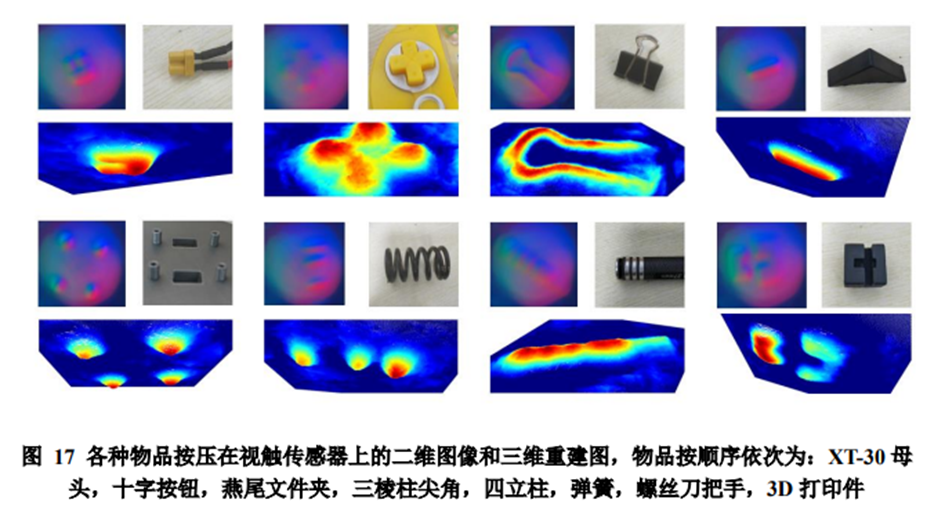 图 17 各种物品按压在视触传感器上的二维图像和三维重建图，物品按顺序依次为：XT-30 母
头，十字按钮，燕尾文件夹，三棱柱尖角，四立柱，弹簧，螺丝刀把手，3D 打印件